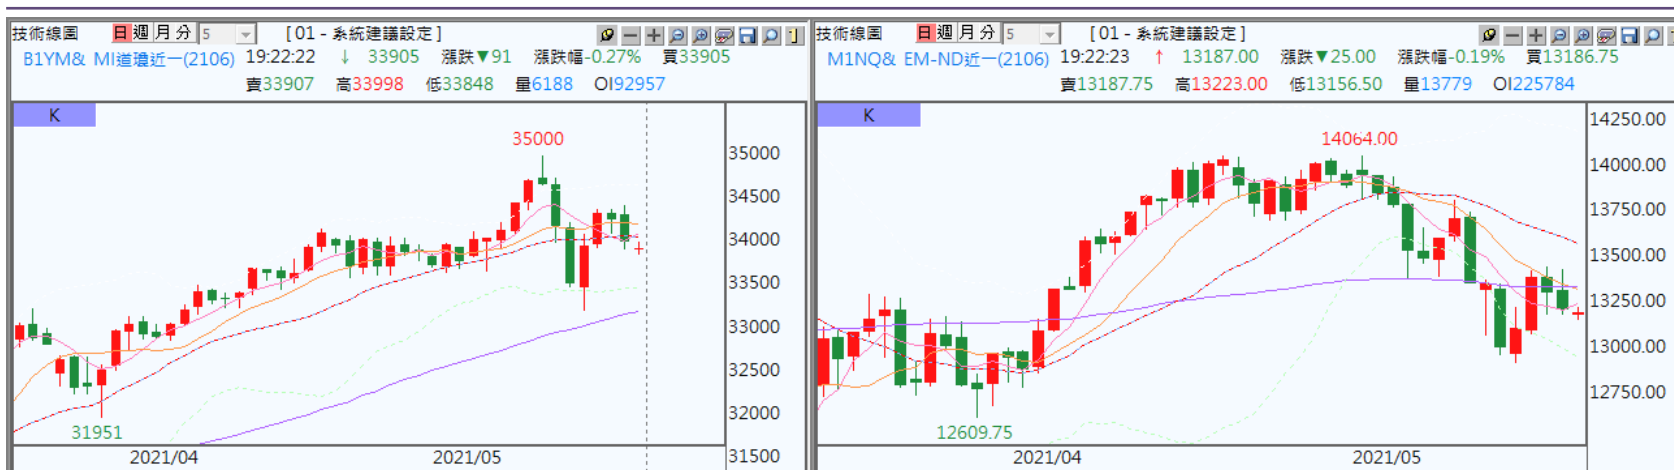 技術線圖 日 週 月 分 5 [ 01 - 系統建議設定 ]
B1YM& MI道瓊近一(2106) 19:22:22 ↓ 33905 漲跌▼91 漲跌幅-0.27% 買33905
賣33907 高33998 低33848 量6188 OI92957
K
35000
35000
34500
34000
33500
33000
32500
32000
31500
31951
2021/04 2021/05
技術線圖 日 週 月 分 5 [ 01 - 系統建議設定 ]
M1NQ& EM-ND近一(2106) 19:22:23 ↑ 13187.00 漲跌▼25.00 漲跌幅-0.19% 買13186.75
賣13187.75 高13223.00 低13156.50 量13779 OI225784
K
14064.00
14250.00
14000.00
13750.00
13500.00
13250.00
13000.00
12750.00
12609.75
2021/04 2021/05